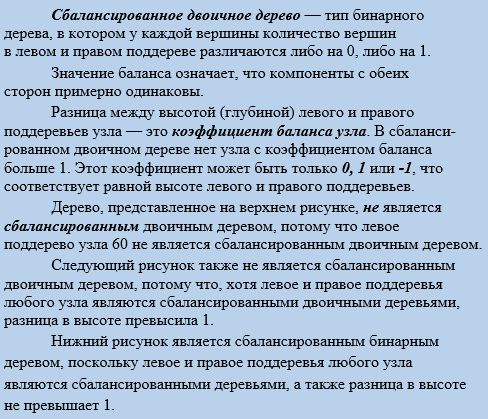 Сбалансированное двоичное дерево — тип бинарного
дерева, в котором у каждой вершины количество вершин
в левом и правом поддереве различаются либо на 0, либо на 1.
Значение баланса означает, что компоненты с обеих
сторон примерно одинаковы.
Разница между высотой (глубиной) левого и правого
поддеревьев узла — это коэффициент баланса узла. В сбаланси-
рованном двоичном дереве нет узла с коэффициентом баланса
больше 1. Этот коэффициент может быть только 0, 1 или -1, что
соответствует равной высоте левого и правого поддеревьев.
Дерево, представленное на верхнем рисунке, не является
сбалансированным двоичным деревом, потому что левое
поддерево узла 60 не является сбалансированным двоичным деревом.
Следующий рисунок также не является сбалансированным
двоичным деревом, потому что, хотя левое и правое поддеревья
любого узла являются сбалансированными двоичными деревьями,
разница в высоте превысила 1.
Нижний рисунок является сбалансированным бинарным
деревом, поскольку левое и правое поддеревья любого узла
являются сбалансированными деревьями, а также разница в высоте
не превышает 1.